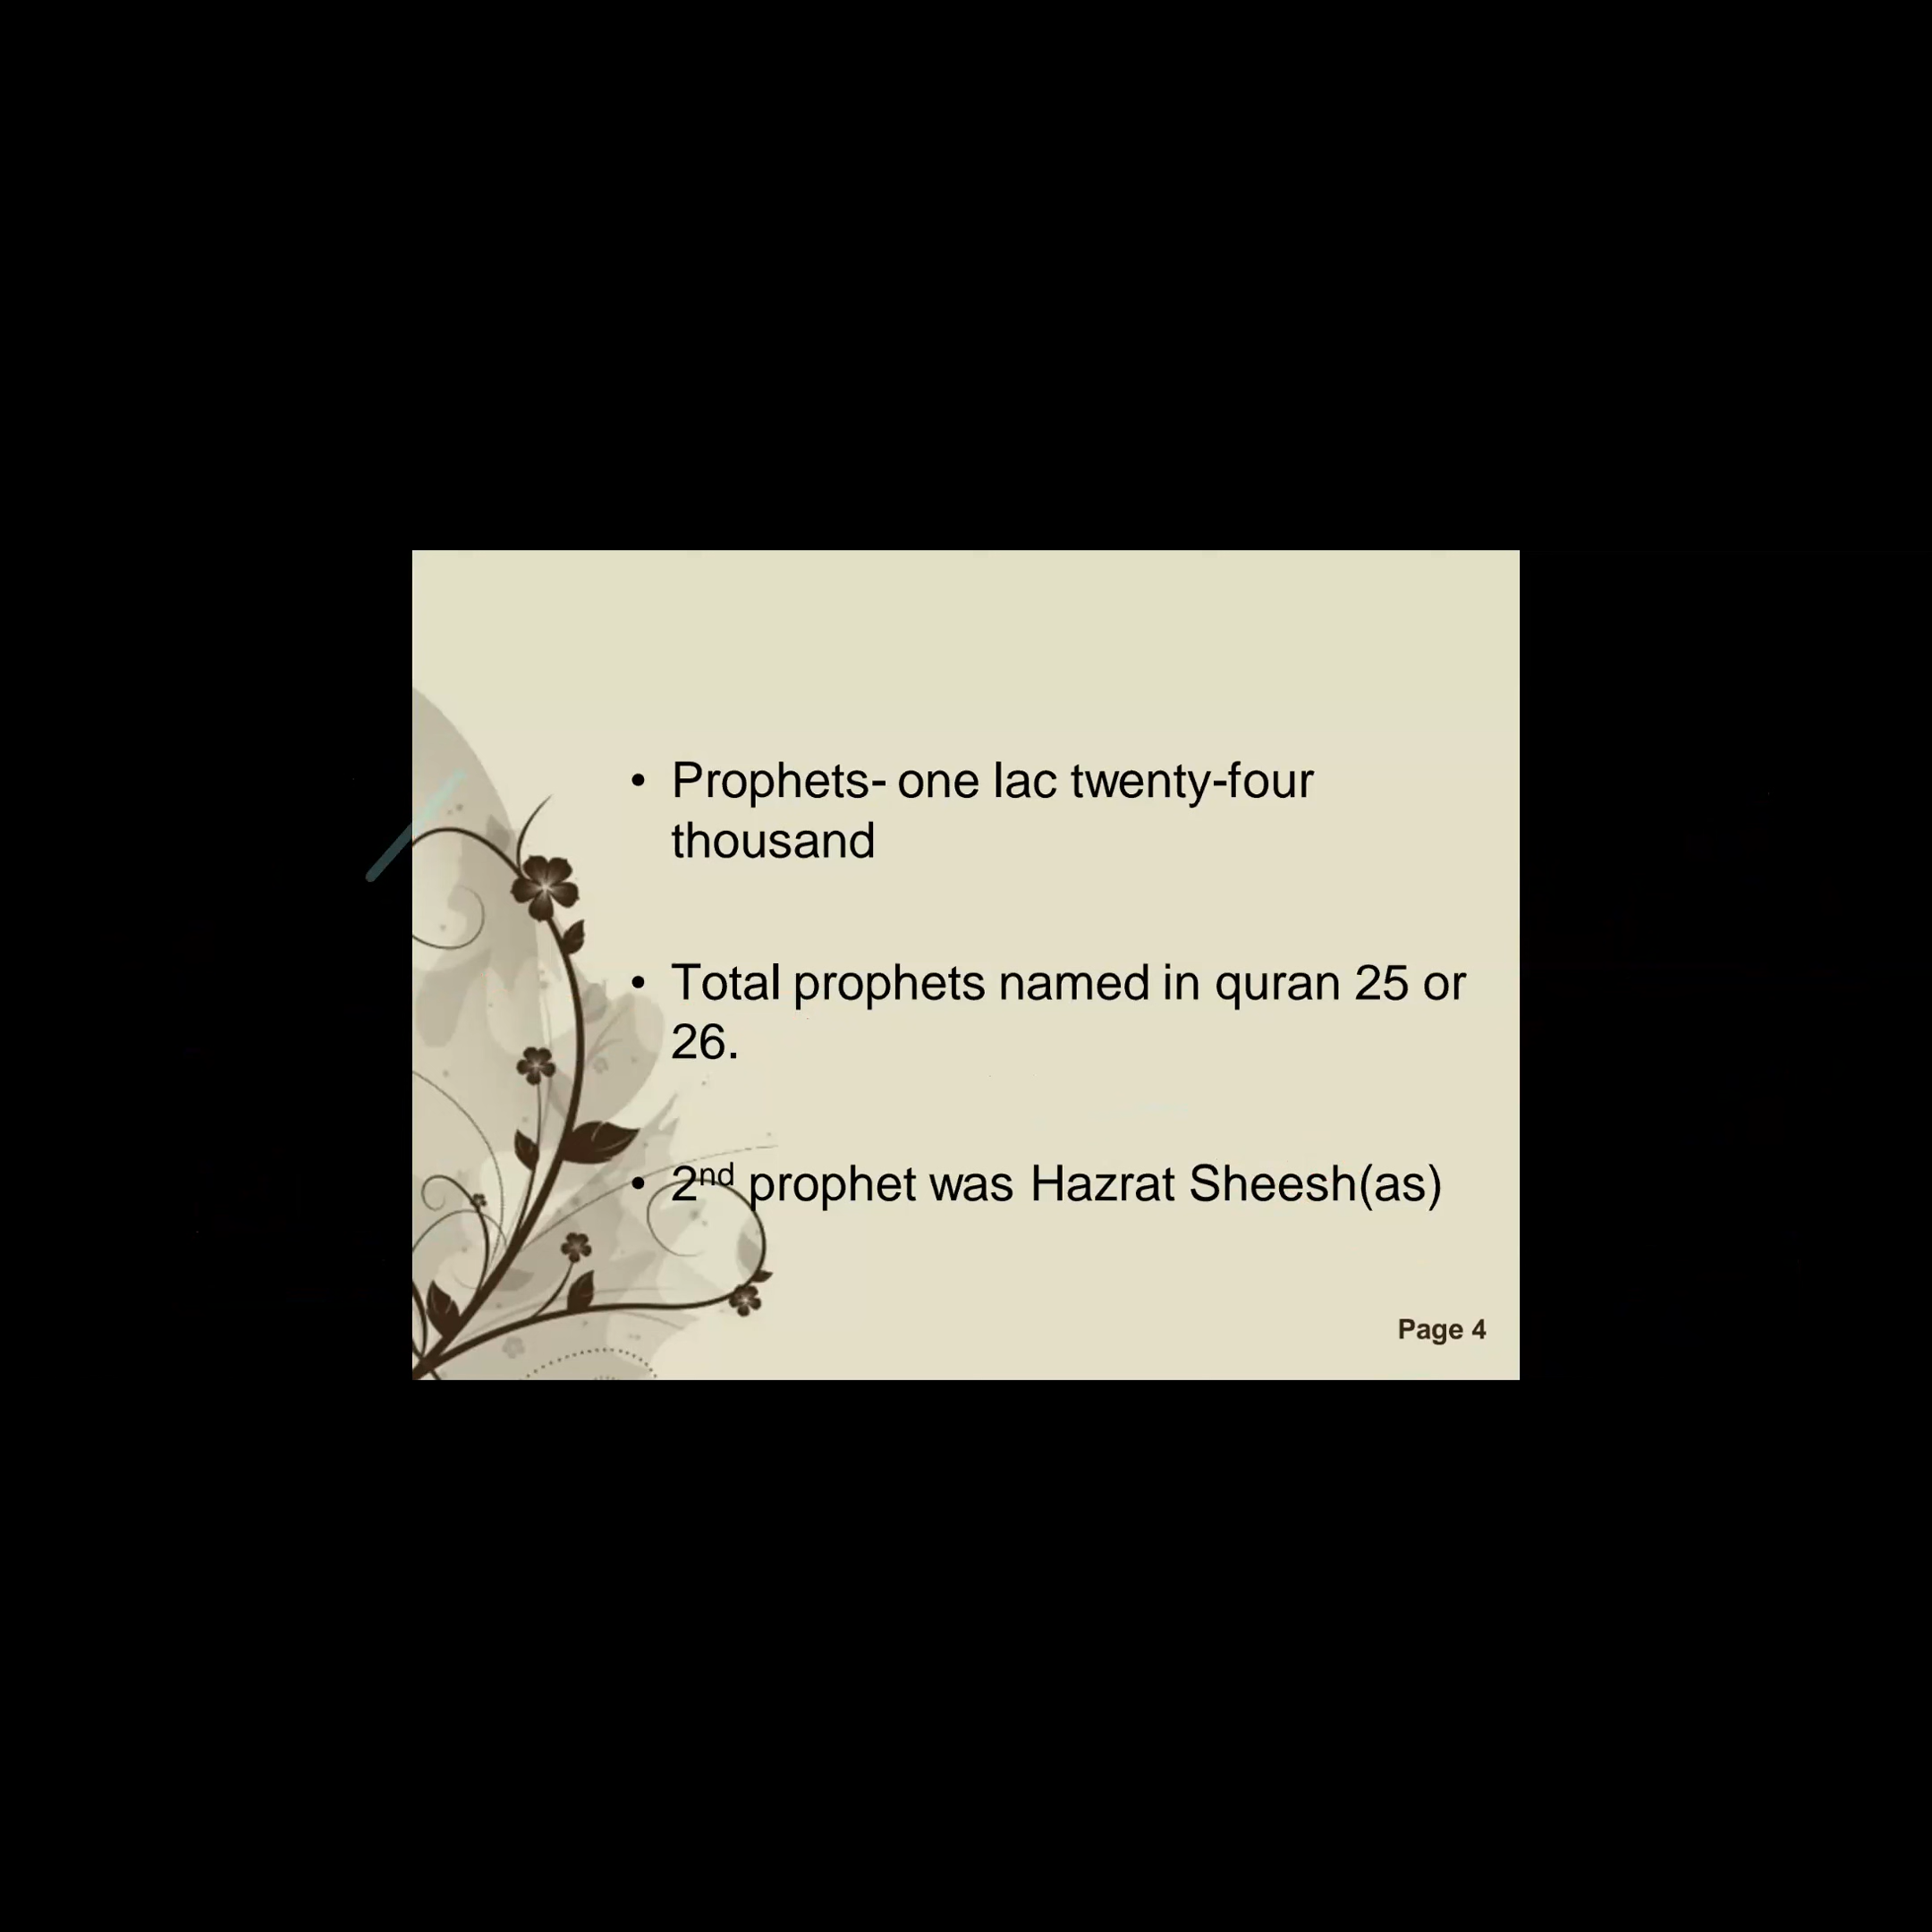 • Prophets- one lac twenty-four
thousand
• Total prophets named in quran 25 or
26.
• 2nd prophet was Hazrat Sheesh(as)
Page 4